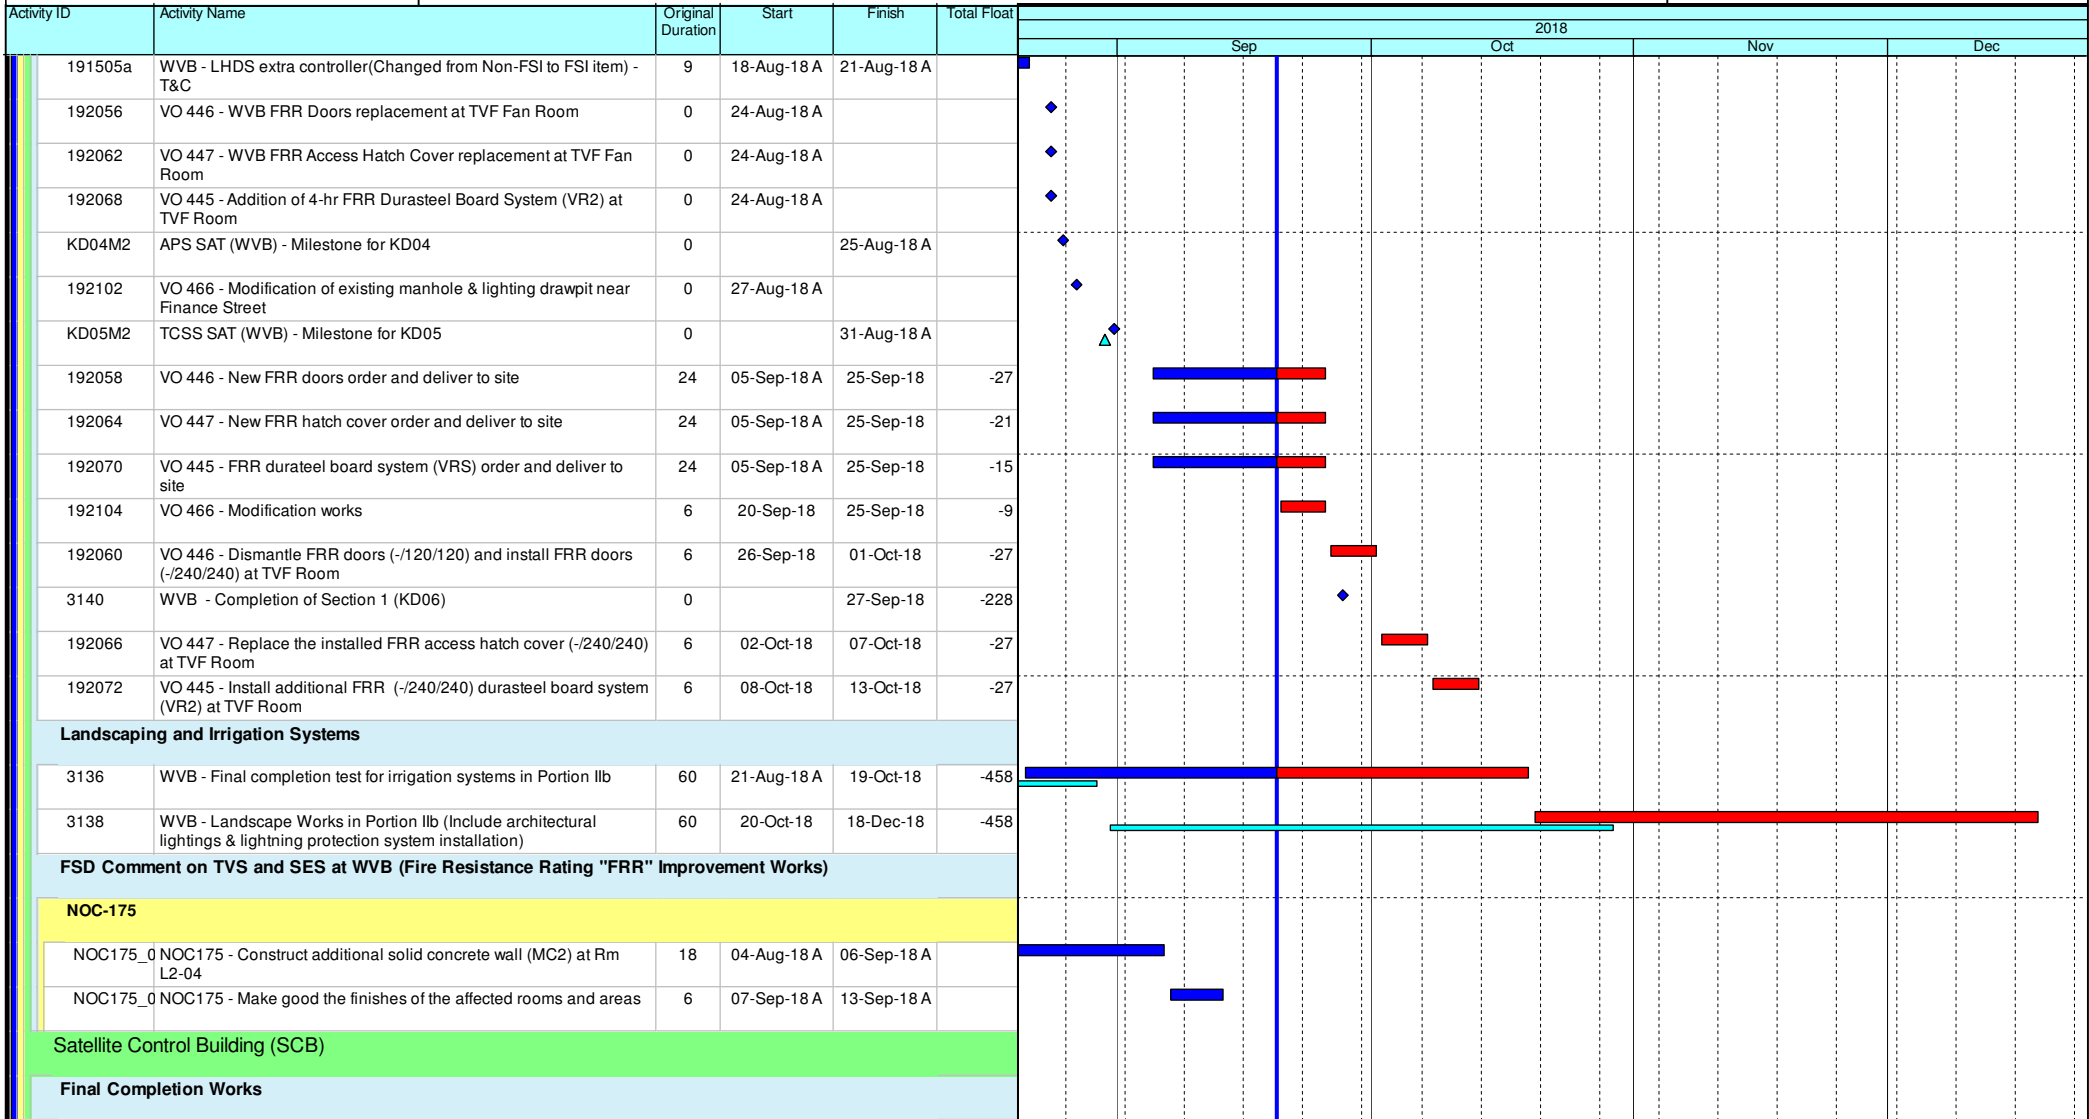 Activity ID Activity Name Original Start Finish Total Float
Duration
2018
Sep Oct Nov Dec
191505a WVB - LHDS extra controller(Changed from Non-FSI to FSI item) - 9 18-Aug-18 A 21-Aug-18 A
T&C
192056 VO 446 - WVB FRR Doors replacement at TVF Fan Room 0 24-Aug-18 A
192062 VO 447 - WVB FRR Access Hatch Cover replacement at TVF Fan 0 24-Aug-18 A
Room
192068 VO 445 - Addition of 4-hr FRR Durasteel Board System (VR2) at 0 24-Aug-18 A
TVF Room
KD04M2 APS SAT (WVB) - Milestone for KD04 0 25-Aug-18 A
192102 VO 466 - Modification of existing manhole & lighting drawpit near 0 27-Aug-18 A
Finance Street
KD05M2 TCSS SAT (WVB) - Milestone for KD05 0 31-Aug-18 A
192058 VO 446 - New FRR doors order and deliver to site 24 05-Sep-18 A 25-Sep-18 -27
192064 VO 447 - New FRR hatch cover order and deliver to site 24 05-Sep-18 A 25-Sep-18 -21
192070 VO 445 - FRR durateel board system (VRS) order and deliver to 24 05-Sep-18 A 25-Sep-18 -15
site
192104 VO 466 - Modification works 6 20-Sep-18 25-Sep-18 -9
192060 VO 446 - Dismantle FRR doors (-/120/120) and install FRR doors 6 26-Sep-18 01-Oct-18 -27
(-/240/240) at TVF Room
3140 WVB - Completion of Section 1 (KD06) 0 27-Sep-18 -228
192066 VO 447 - Replace the installed FRR access hatch cover (-/240/240) 6 02-Oct-18 07-Oct-18 -27
at TVF Room
192072 VO 445 - Install additional FRR (-/240/240) durasteel board system 6 08-Oct-18 13-Oct-18 -27
(VR2) at TVF Room
Landscaping and Irrigation Systems
3136 WVB - Final completion test for irrigation systems in Portion IIb 60 21-Aug-18 A 19-Oct-18 -458
3138 WVB - Landscape Works in Portion IIb (Include architectural 60 20-Oct-18 18-Dec-18 -458
lightings & lightning protection system installation)
FSD Comment on TVS and SES at WVB (Fire Resistance Rating "FRR" Improvement Works)
NOC-175
NOC175_0 NOC175 - Construct additional solid concrete wall (MC2) at Rm 18 04-Aug-18 A 06-Sep-18 A
L2-04
NOC175_0 NOC175 - Make good the finishes of the affected rooms and areas 6 07-Sep-18 A 13-Sep-18 A
Satellite Control Building (SCB)
Final Completion Works